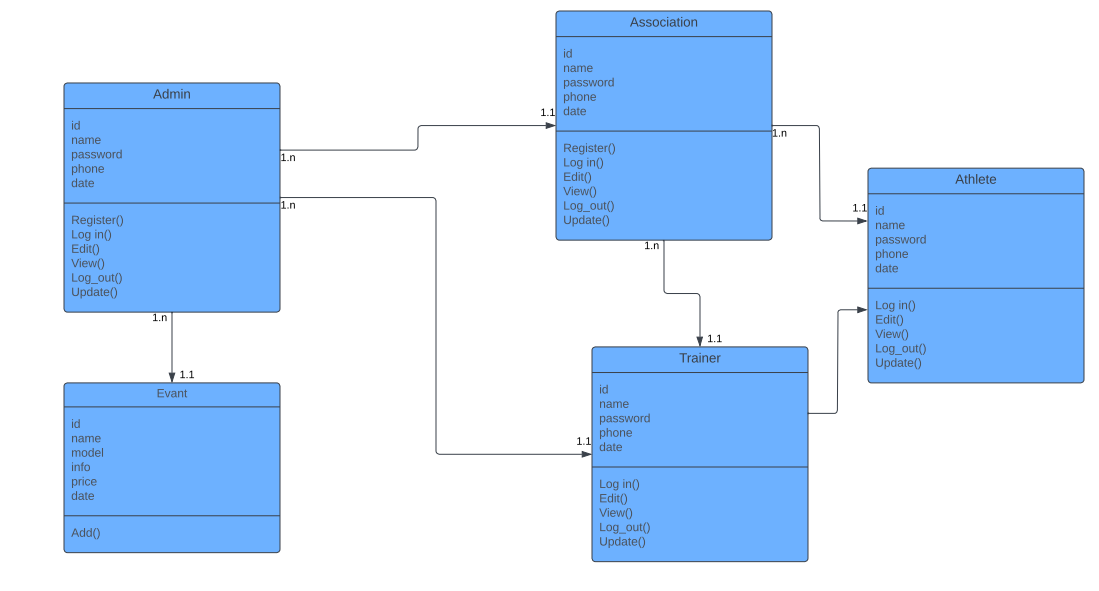 Association
id
name
password
phone
date
Register()
Log in()
Edit()
View()
Log_out()
Update()
1.1
1.n
1.n
Admin
id
name
password
phone
date
Register()
Log in()
Edit()
View()
Log_out()
Update()
1.n
1.n
1.n
Athlete
id
name
password
phone
date
Log in()
Edit()
View()
Log_out()
Update()
1.1
1.1
Trainer
id
name
password
phone
date
Log in()
Edit()
View()
Log_out()
Update()
1.1
1.1
Evant
id
name
model
info
price
date
Add()